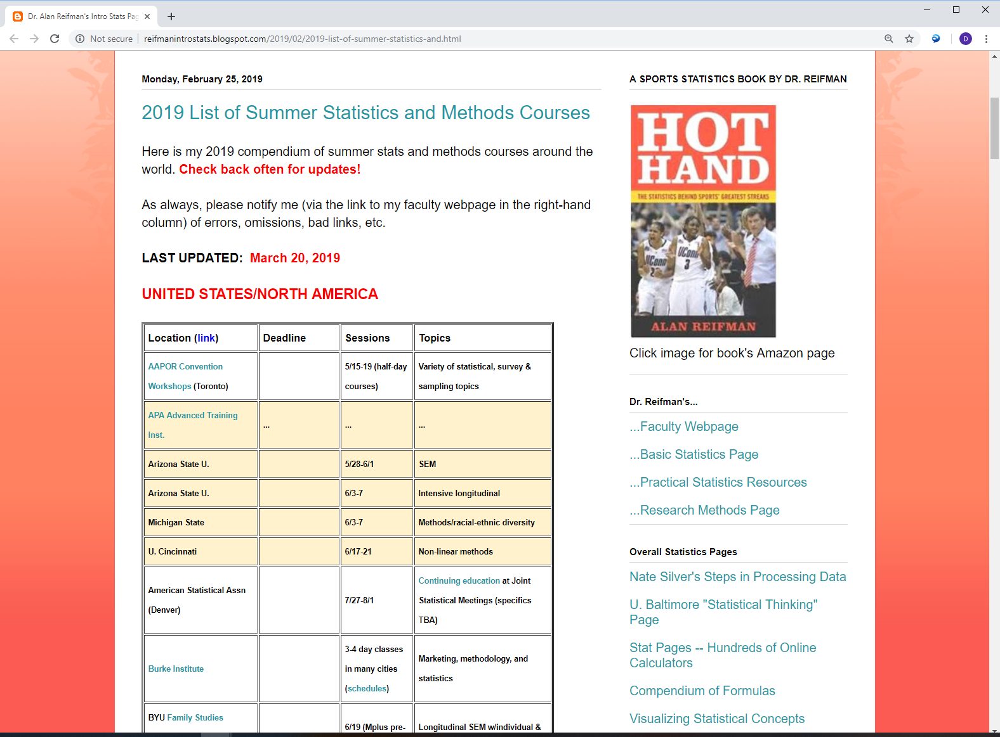 Dr. Alan Reifman's Intro Stats Pag
Not secure
reifmanintrostats.blogspot.com/2019/02/2019-list-of-summer-statistics-and.html
D
Monday, February 25, 2019
2019 List of Summer Statistics and Methods Courses
Here is my 2019 compendium of summer stats and methods courses around the
world. Check back often for updates!
As always, please notify me (via the link to my faculty webpage in the right-hand
column) of errors, omissions, bad links, etc.
LAST UPDATED: March 20, 2019
UNITED STATES/NORTH AMERICA
Location (link) Deadline Sessions Topics
AAPOR Convention
Workshops (Toronto)
5/15-19 (half-day
courses)
Variety of statistical, survey &
sampling topics
APA Advanced Training
Inst.
... ... ...
Arizona State U. 5/28-6/1 SEM
Arizona State U. 6/3-7 Intensive longitudinal
Michigan State 6/3-7 Methods/racial-ethnic diversity
U. Cincinnati 6/17-21 Non-linear methods
American Statistical Assn
(Denver)
7/27-8/1
Continuing education at Joint
Statistical Meetings (specifics
TBA)
Burke Institute
3-4 day classes
in many cities
(schedules)
Marketing, methodology, and
statistics
BYU Family Studies
6/19 (Mplus pre-
Longitudinal SEM w/individual &
A SPORTS STATISTICS BOOK BY DR. REIFMAN
HOT
HAND
THE STATISTICS BEHIND SPORTS' GREATEST STREAKS
UConn
UConn
3
ALAN REIFMAN
Click image for book's Amazon page
Dr. Reifman's...
...Faculty Webpage
...Basic Statistics Page
...Practical Statistics Resources
...Research Methods Page
Overall Statistics Pages
Nate Silver's Steps in Processing Data
U. Baltimore "Statistical Thinking"
Page
Stat Pages -- Hundreds of Online
Calculators
Compendium of Formulas
Visualizing Statistical Concepts